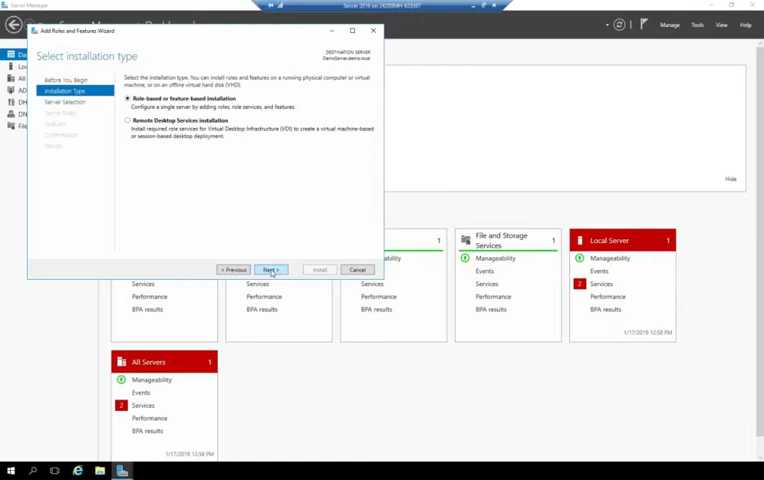 Server Manager
Server 2016 on 24200MH-833567
Manage
Tools
View
Help
Add Roles and Features Wizard
Select installation type
DESTINATION SERVER
DemoServer.demo.local
Before You Begin
Installation Type
Server Selection
Server Roles
Features
Confirmation
Results
Select the installation type. You can install roles and features on a running physical computer or virtual
machine, or on an offline virtual hard disk (VHD).
Role-based or feature-based installation
Configure a single server by adding roles, role services, and features.
Remote Desktop Services installation
Install required role services for Virtual Desktop Infrastructure (VDI) to create a virtual machine-based
or session-based desktop deployment.
< Previous
Next >
Install
Cancel
Hide
1
File and Storage
Services
1
Manageability
Events
Services
Performance
BPA results
Local Server
1
Manageability
Events
2
Services
Performance
BPA results
1/17/2019 12:58 PM
Services
Performance
BPA results
Services
Performance
BPA results
Services
Performance
BPA results
All Servers
1
Manageability
Events
2
Services
Performance
BPA results
1/17/2019 12:58 PM